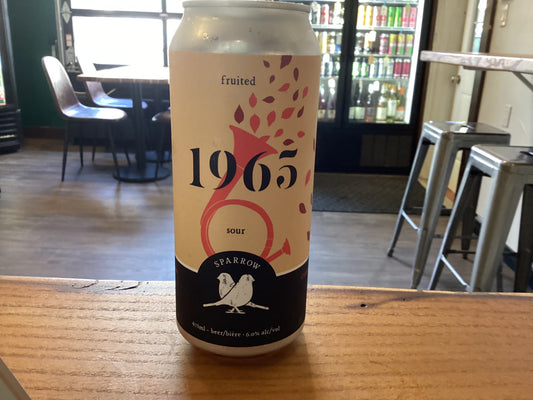 fruited
1965
sour
SPARROW
473ml - beer/bière - 6.0% alc/vol